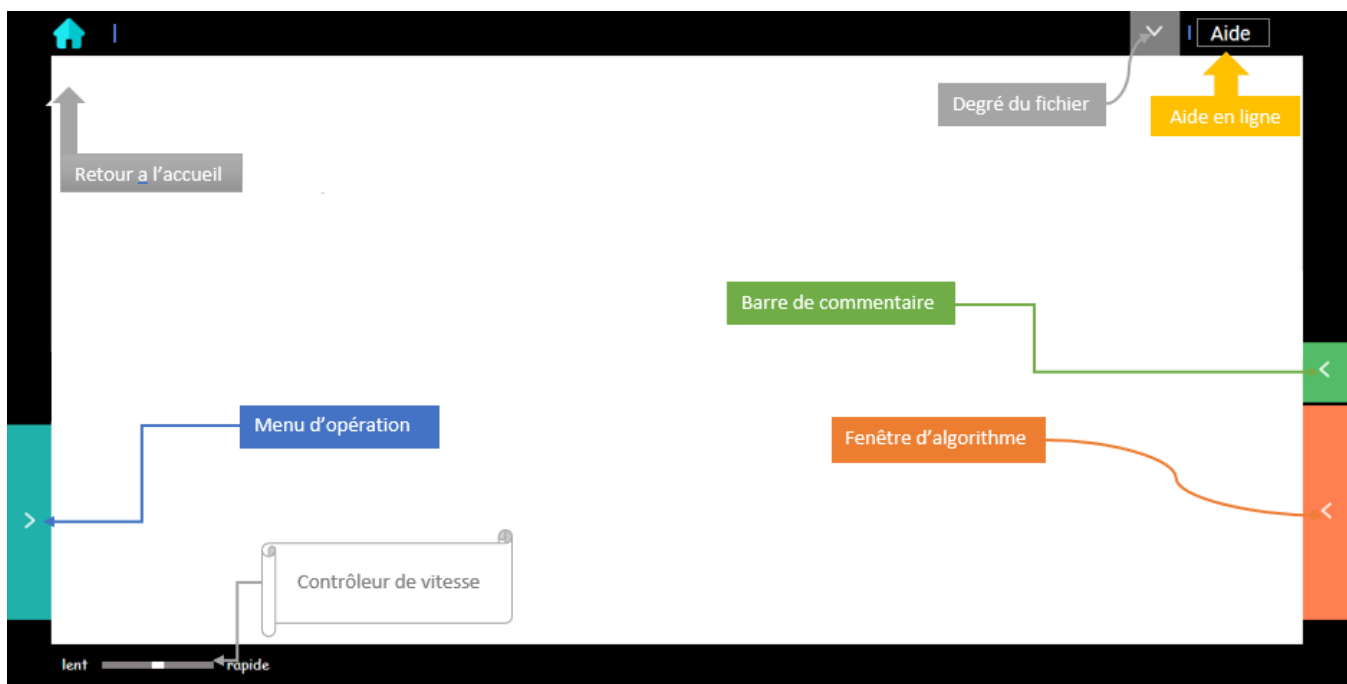 Aide
Degré du fichier
Aide en ligne
Retour a l'accueil
Barre de commentaire
Menu d'opération
Fenêtre d'algorithme
Contrôleur de vitesse
lent rapide